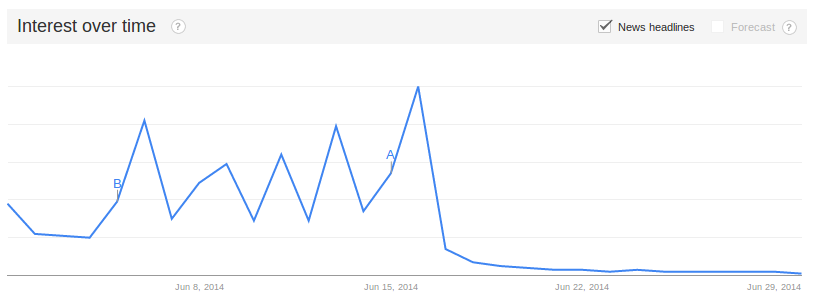 Interest over time ?
News headlines Forecast ?
B
A
Jun 8, 2014 Jun 15, 2014 Jun 22, 2014 Jun 29, 2014